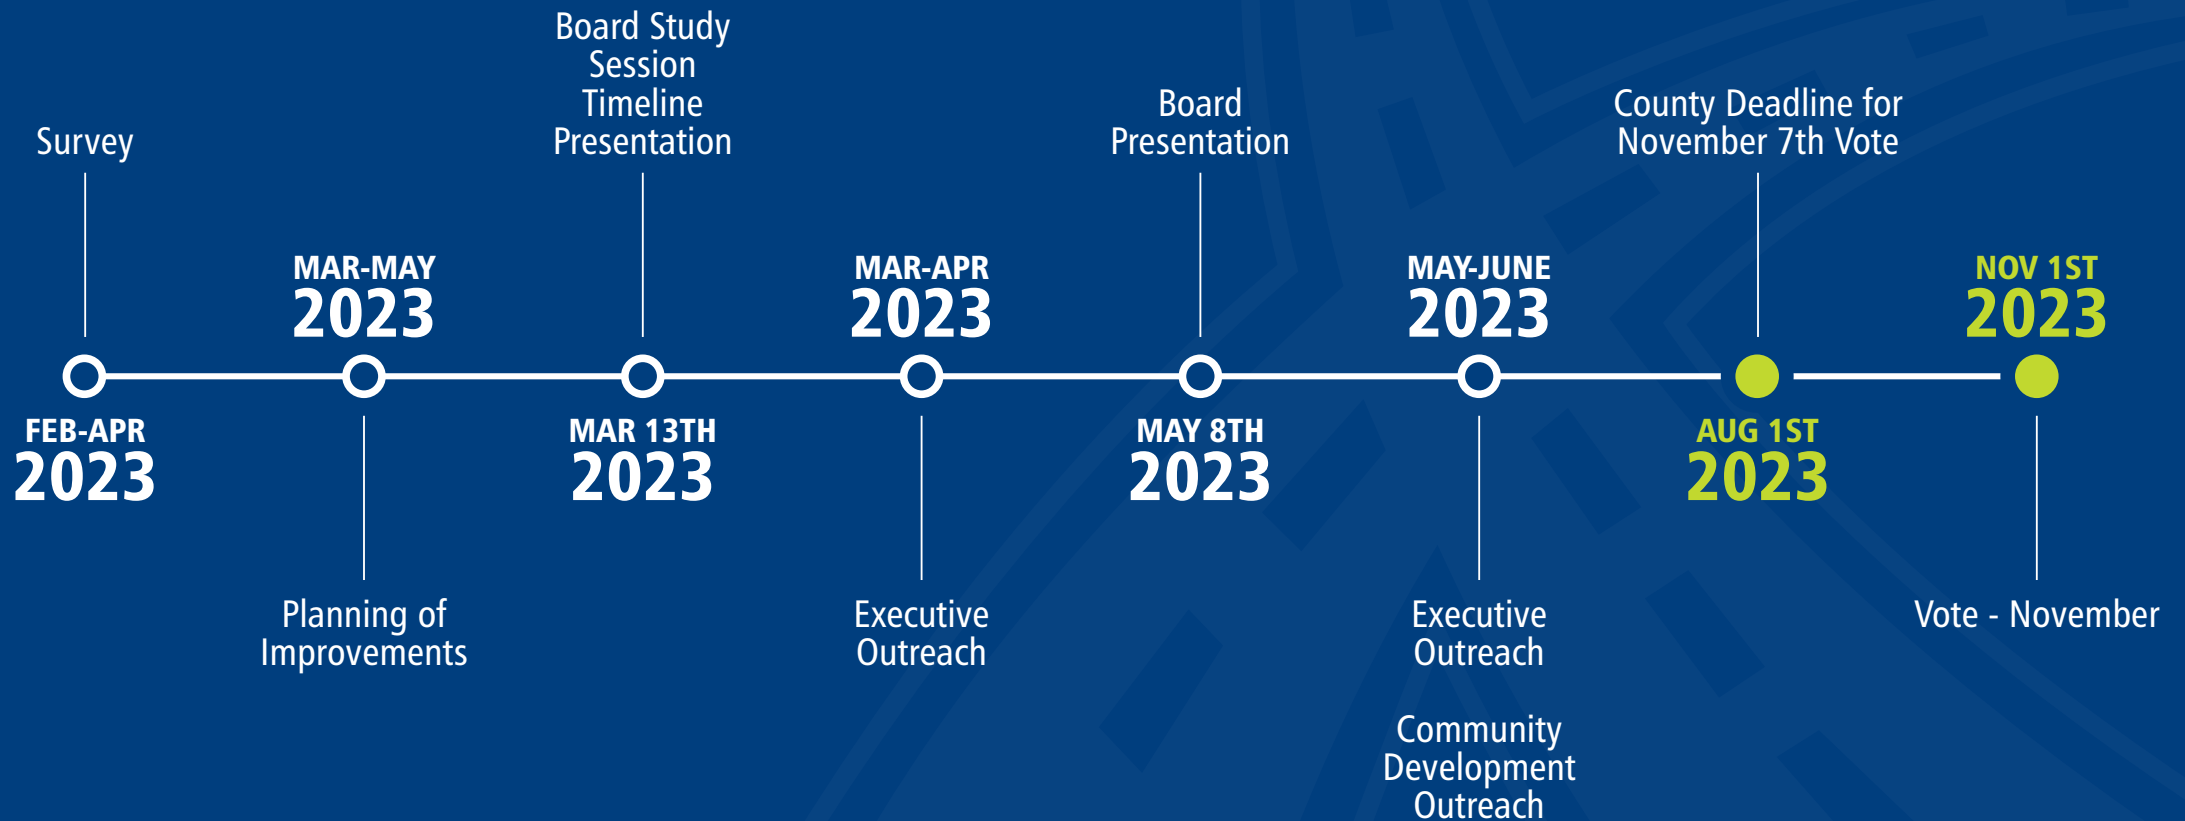 Survey
FEB-APR
2023
MAR-MAY
2023
Planning of
Improvements
Board Study
Session
Timeline
Presentation
MAR 13TH
2023
MAR-APR
2023
Executive
Outreach
Board
Presentation
MAY 8TH
2023
MAY-JUNE
2023
Executive
Outreach
Community
Development
Outreach
County Deadline for
November 7th Vote
AUG 1ST
2023
NOV 1ST
2023
Vote - November